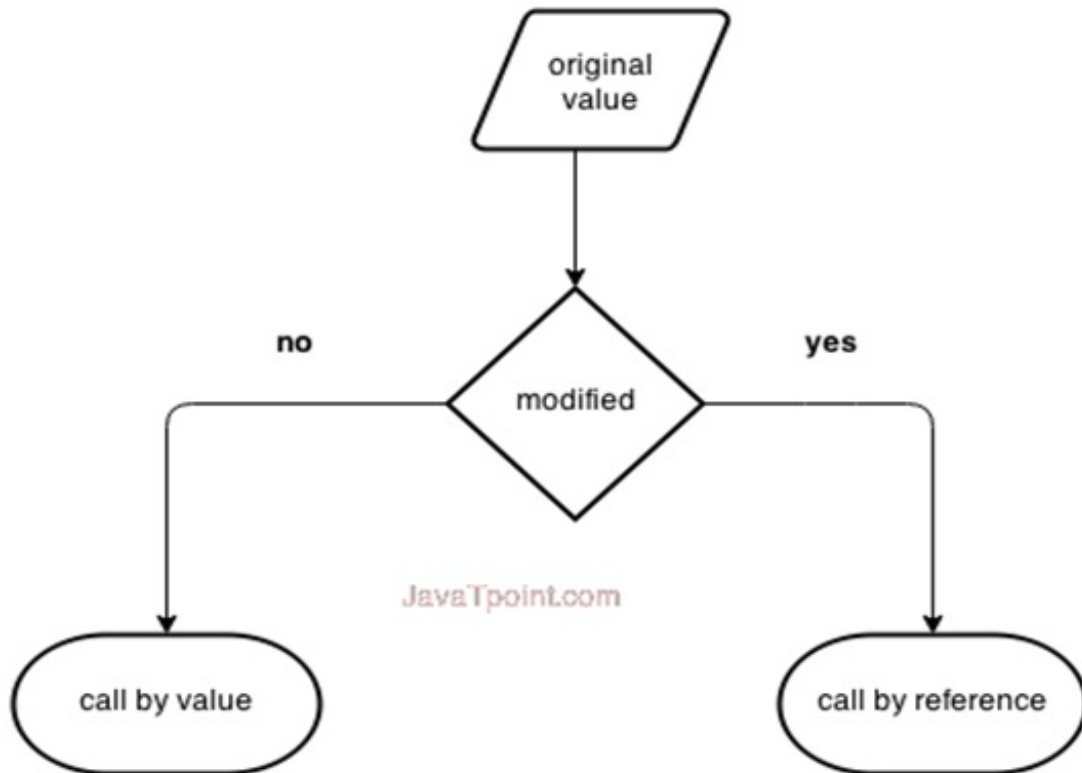 original
value
no
yes
modified
JavaTpoint.com
call by value
call by reference